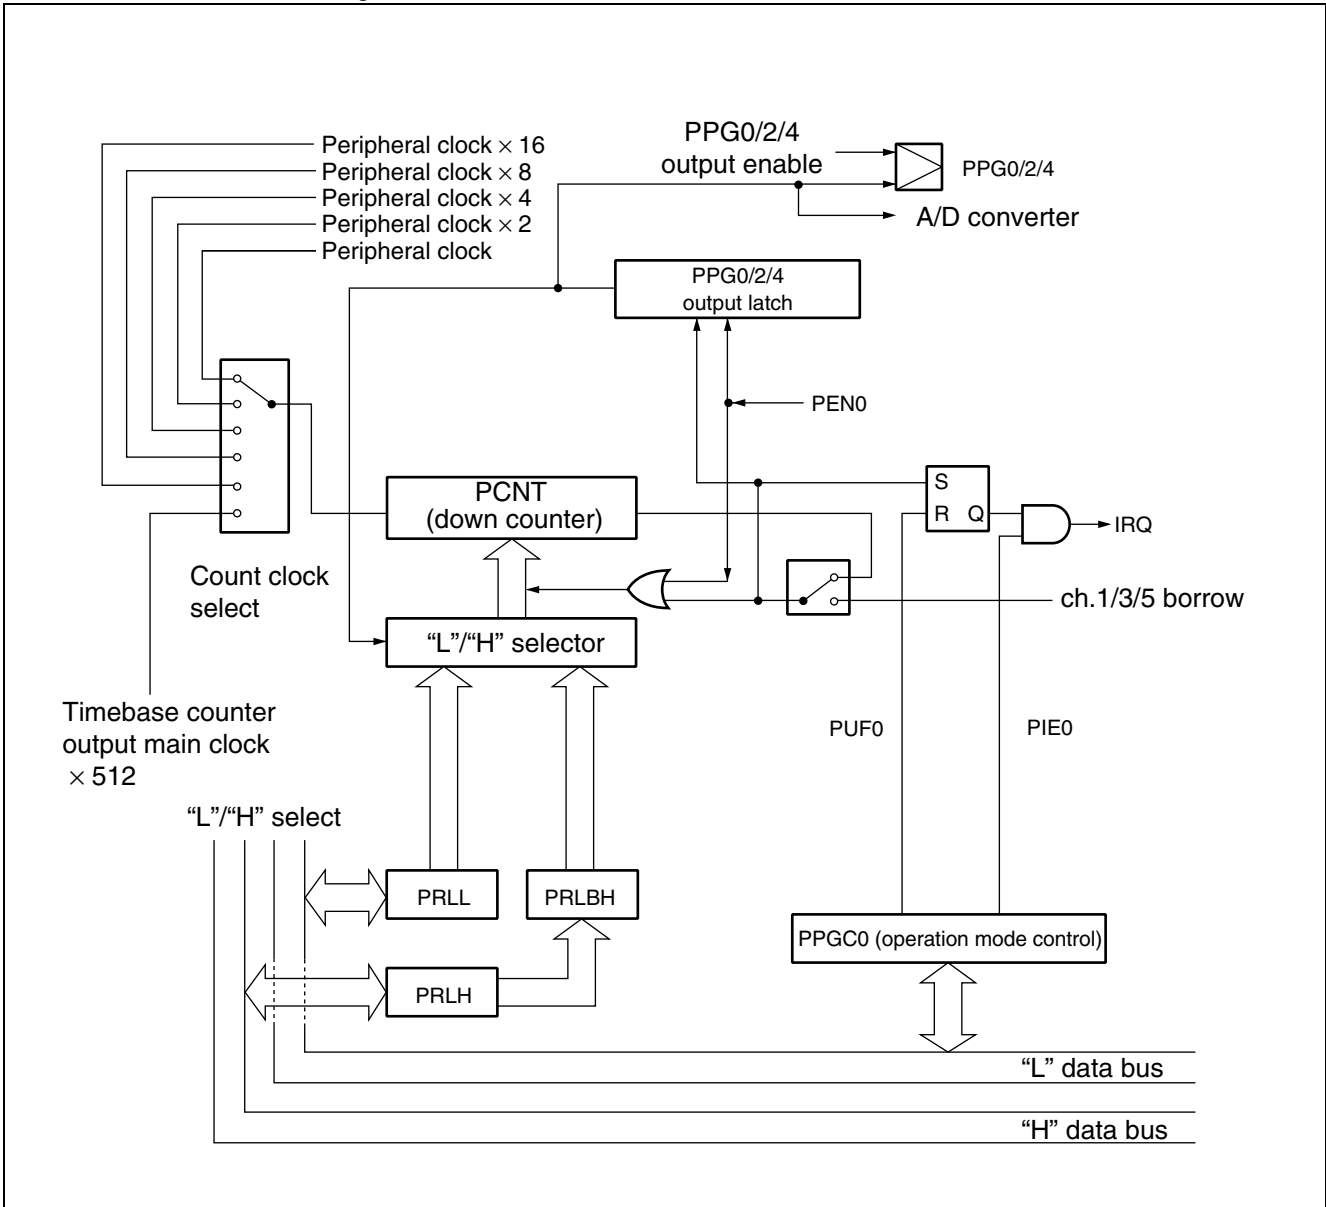 Peripheral clock × 16
Peripheral clock × 8
Peripheral clock × 4
Peripheral clock × 2
Peripheral clock
PPG0/2/4
output enable
PPG0/2/4
A/D converter
PPG0/2/4
output latch
PEN0
PCNT
(down counter)
S
R Q
IRQ
Count clock
select
ch.1/3/5 borrow
“L”/“H” selector
Timebase counter
output main clock
× 512
PUF0
PIE0
“L”/“H” select
PRLL
PRLBH
PPGC0 (operation mode control)
PRLH
“L” data bus
“H” data bus